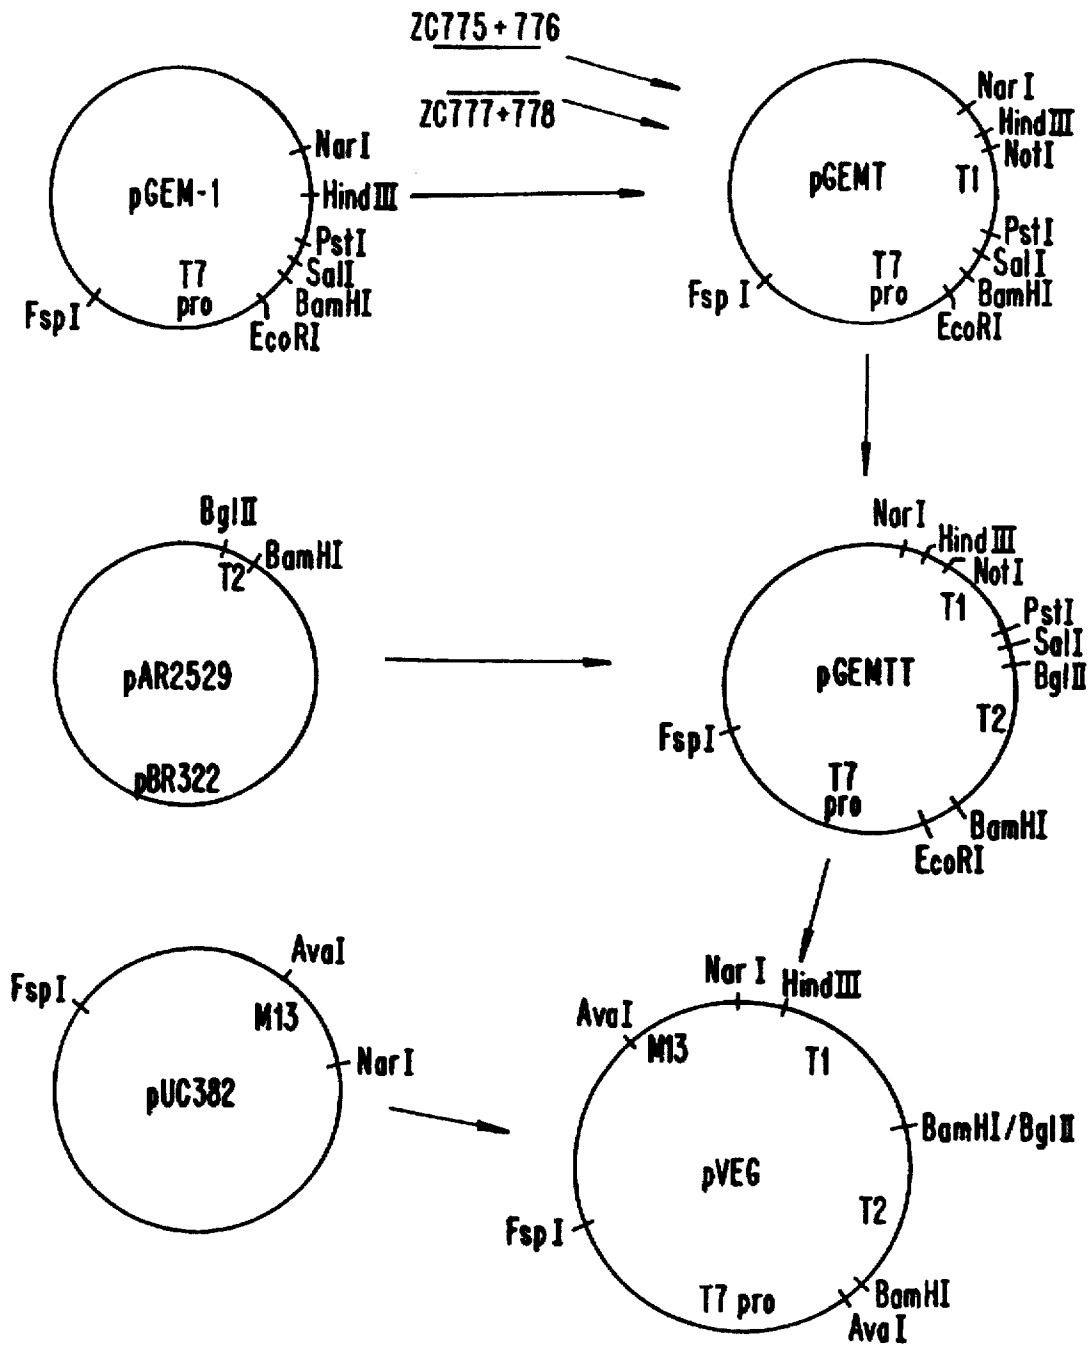 ZC775 + 776
ZC777+778
NarI
HindIII
PstI
SalI
BamHI
EcoRI
FspI
pGEM-1
T7
pro
NarI
HindIII
NotI
T1
PstI
SalI
BamHI
EcoRI
Fsp I
pGEMT
T7
pro
BglII
BamHI
T2
pAR2529
pBR322
NarI
HindIII
NotI
T1
PstI
SalI
BglII
T2
BamHI
EcoRI
FspI
pGEMTT
T7
pro
FspI
AvaI
M13
NarI
pUC382
AvaI
M13
Nar I
HindIII
T1
BamHI/BglII
T2
BamHI
AvaI
Fsp I
pVEG
T7 pro